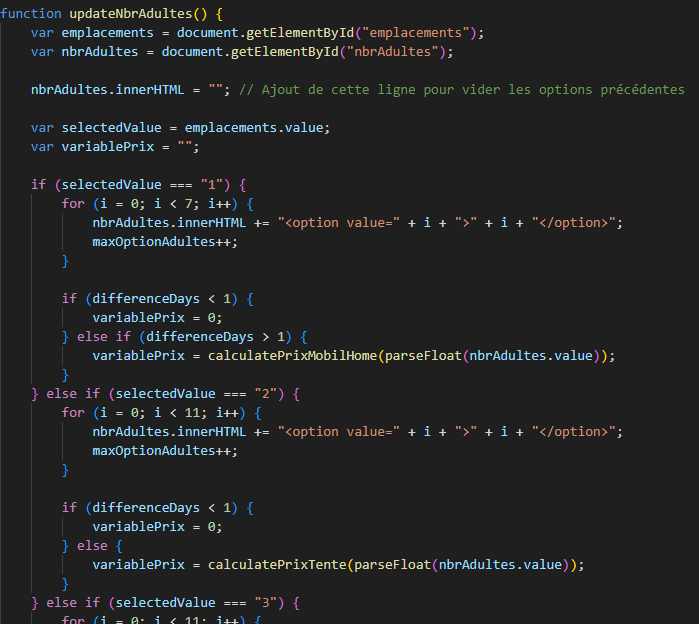 function updateNbrAdultes() {
    var emplacements = document.getElementById("emplacements");
    var nbrAdultes = document.getElementById("nbrAdultes");

    nbrAdultes.innerHTML = ""; // Ajout de cette ligne pour vider les options précédentes

    var selectedValue = emplacements.value;
    var variablePrix = "";

    if (selectedValue === "1") {
        for (i = 0; i < 7; i++) {
            nbrAdultes.innerHTML += "<option value=" + i + ">" + i + "</option>";
            maxOptionAdultes++;
        }

        if (differenceDays < 1) {
            variablePrix = 0;
        } else if (differenceDays > 1) {
            variablePrix = calculatePrixMobilHome(parseFloat(nbrAdultes.value));
        }
    } else if (selectedValue === "2") {
        for (i = 0; i < 11; i++) {
            nbrAdultes.innerHTML += "<option value=" + i + ">" + i + "</option>";
            maxOptionAdultes++;
        }

        if (differenceDays < 1) {
            variablePrix = 0;
        } else {
            variablePrix = calculatePrixTente(parseFloat(nbrAdultes.value));
        }
    } else if (selectedValue === "3") {
        for (i = 0; i < 11; i++) {